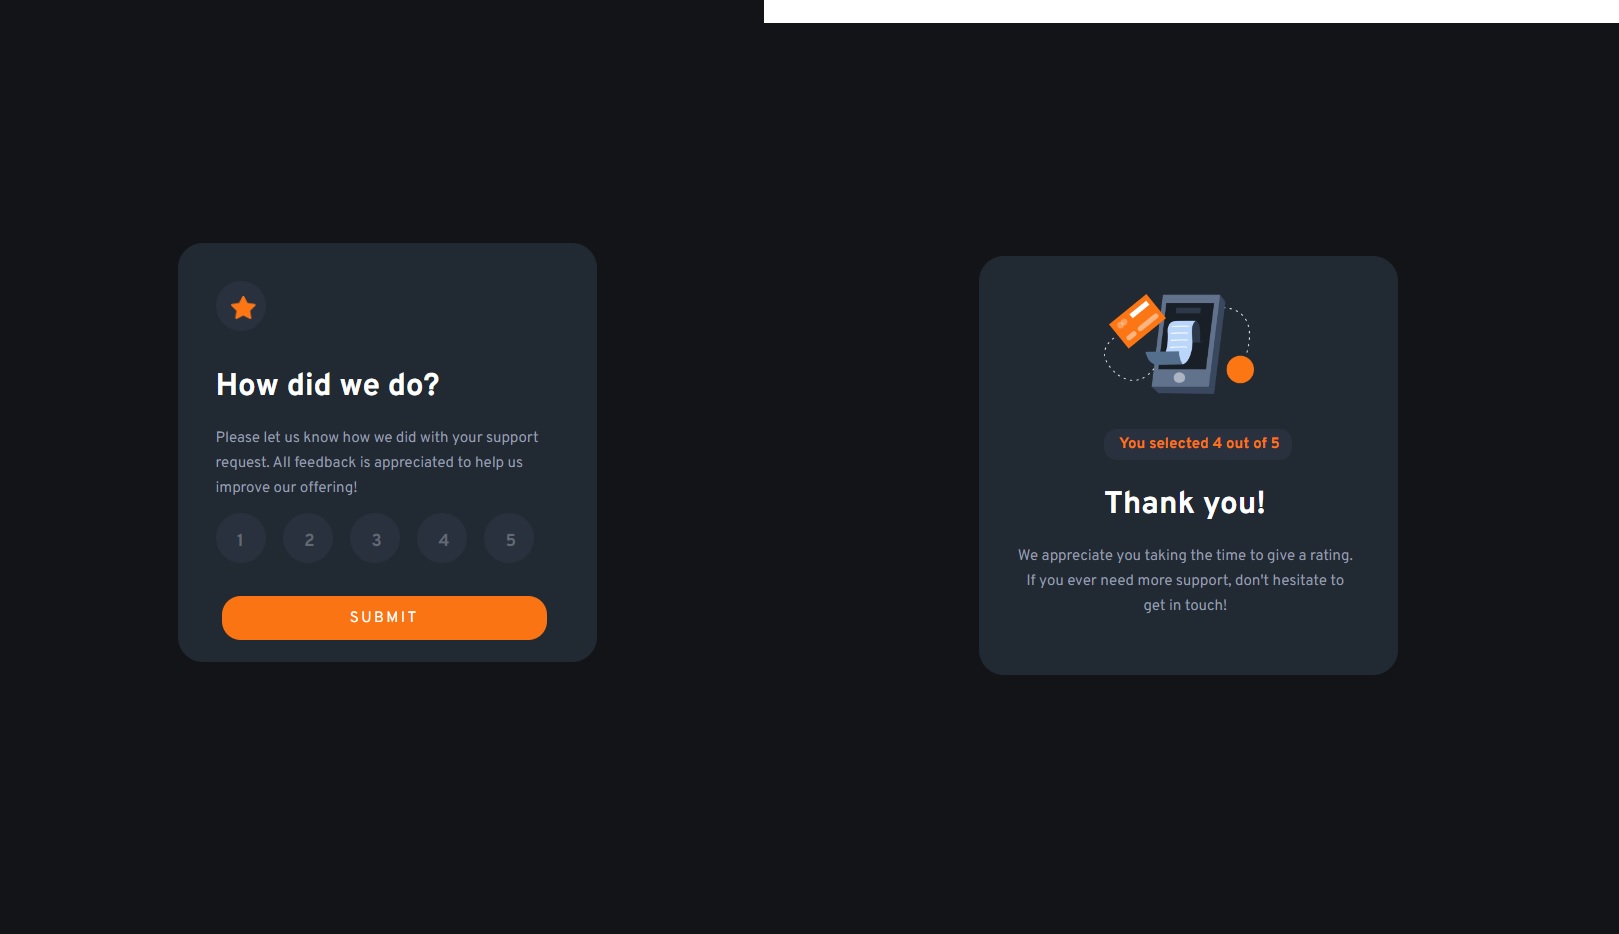 How did we do?
Please let us know how we did with your support
request. All feedback is appreciated to help us
improve our offering!
1 2 3 4 5
SUBMIT
You selected 4 out of 5
Thank you!
We appreciate you taking the time to give a rating.
If you ever need more support, don't hesitate to
get in touch!